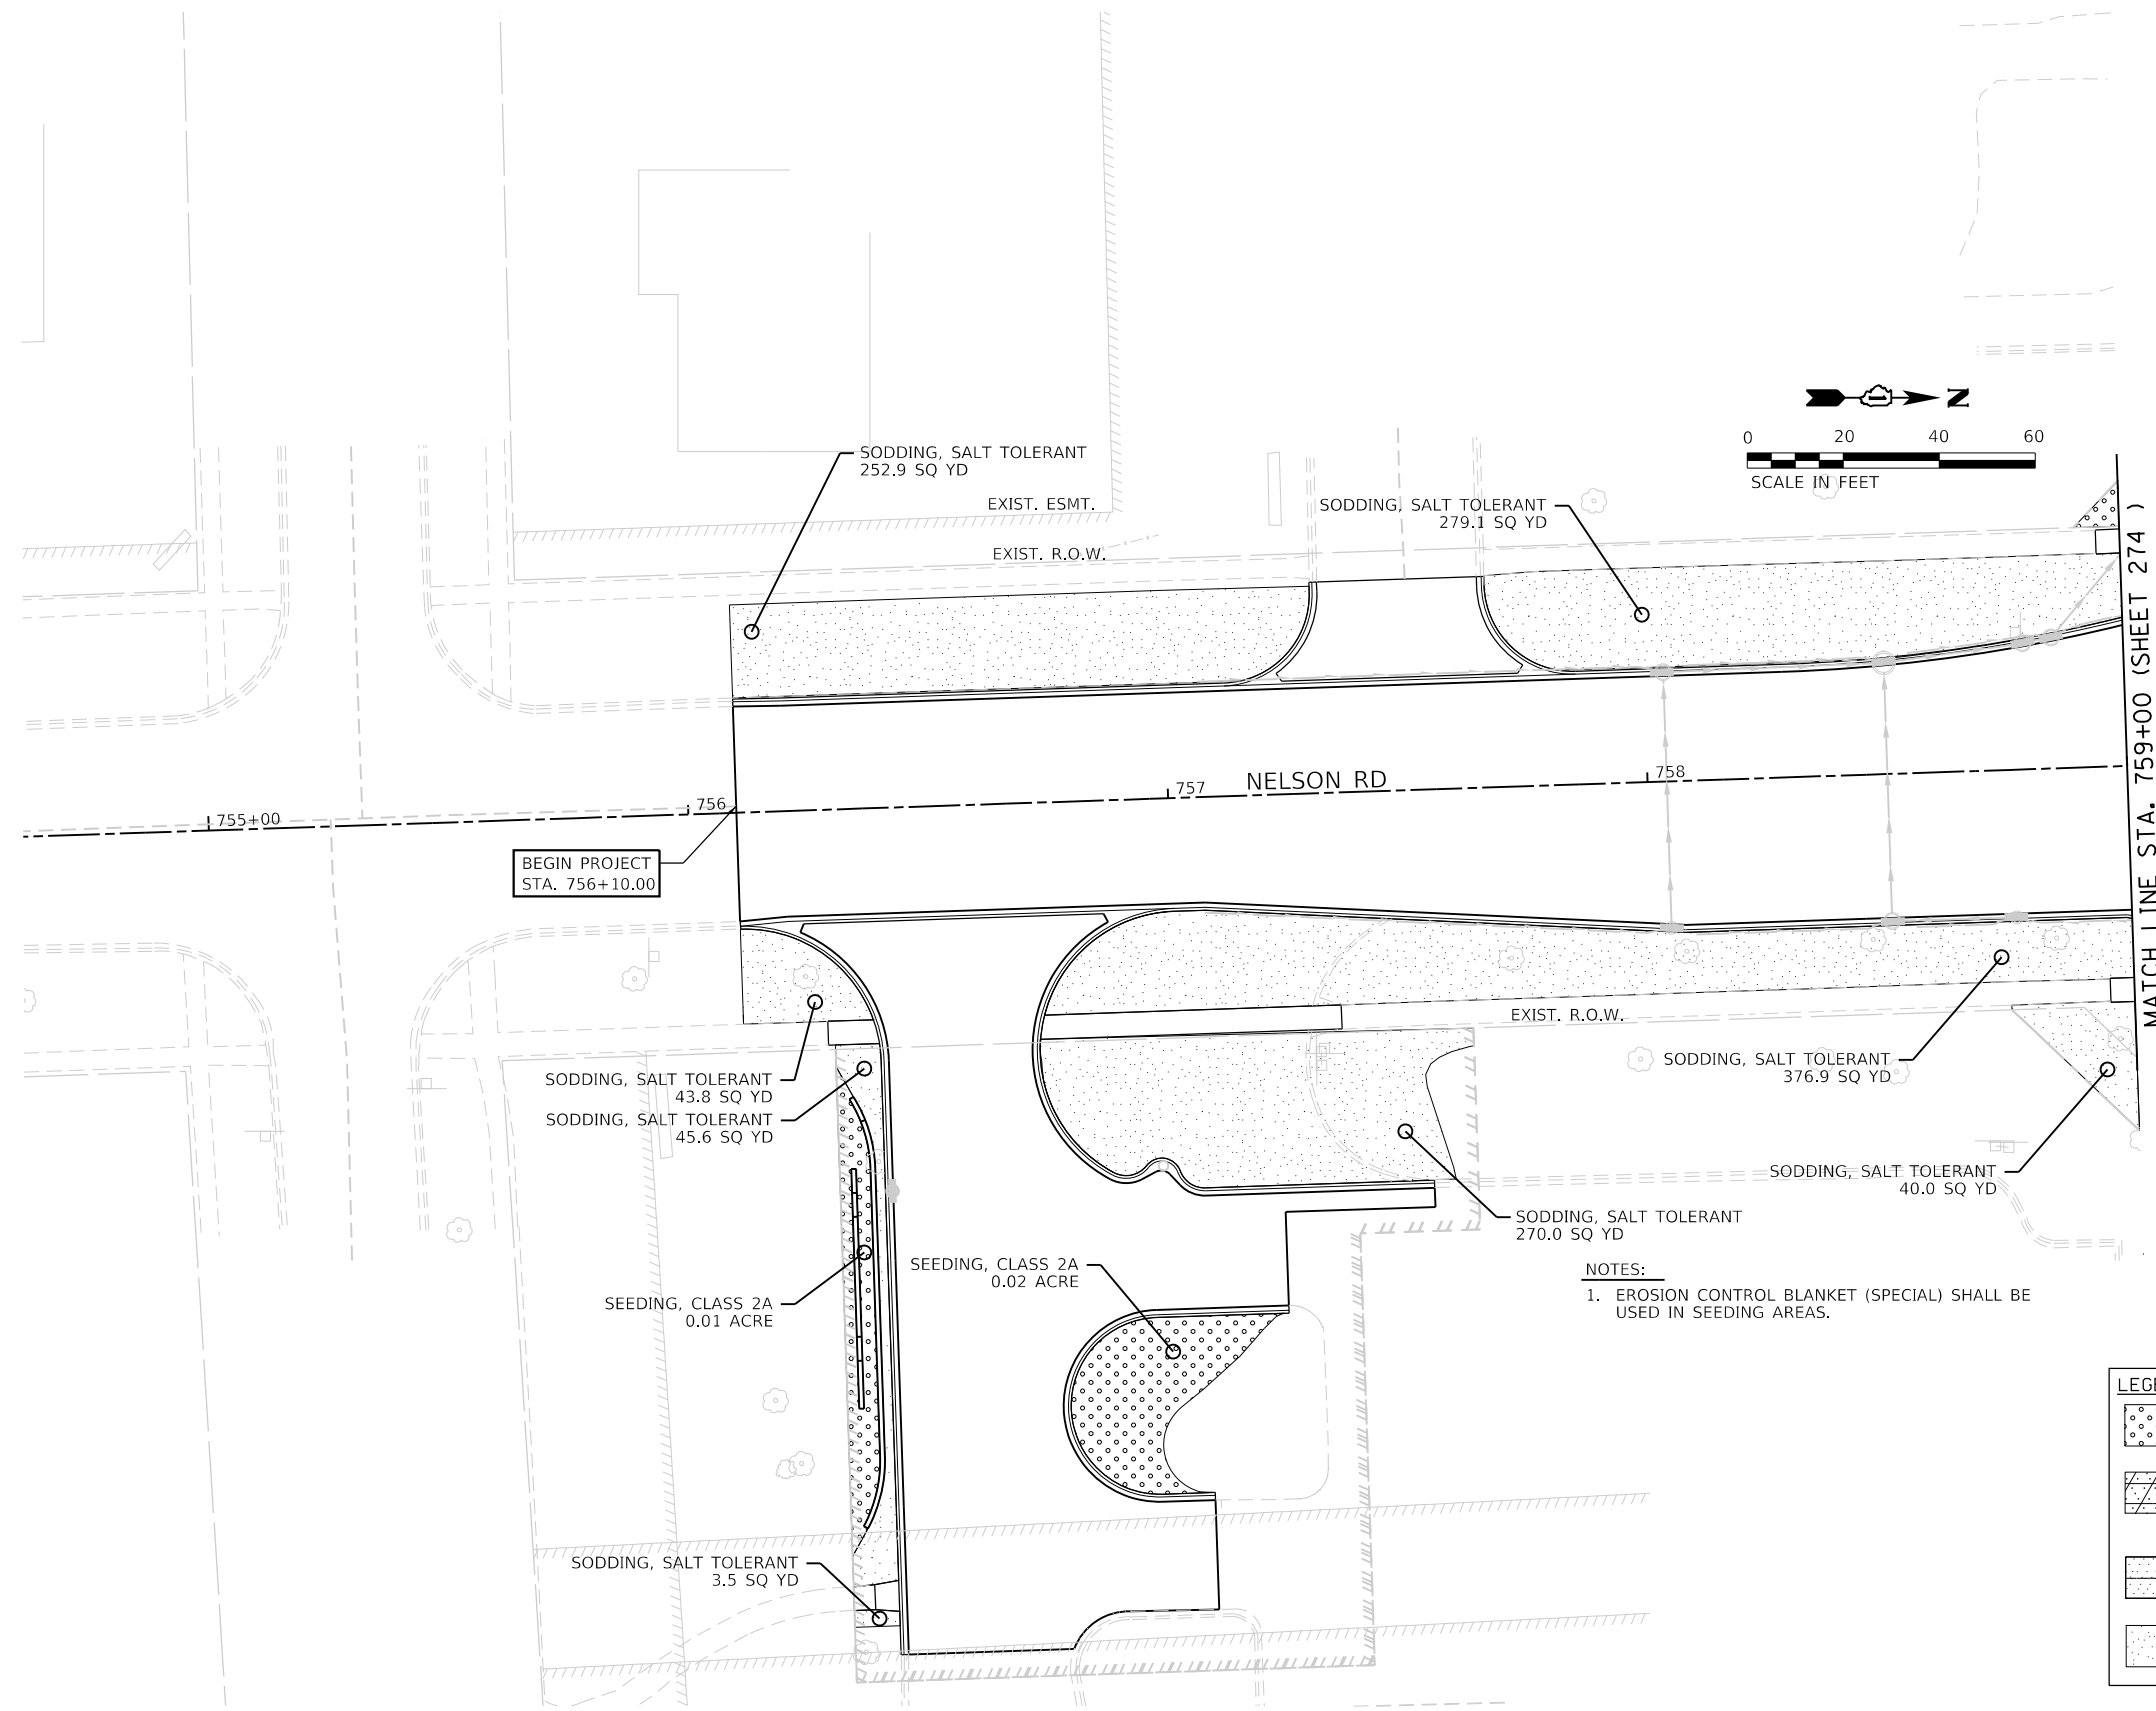 N
0 20 40 60
SCALE IN FEET
SODDING, SALT TOLERANT
252.9 SQ YD
EXIST. ESMT.
SODDING, SALT TOLERANT
279.1 SQ YD
EXIST. R.O.W.
MATCH LINE STA. 759+00 (SHEET 274 )
755+00
756
757
NELSON RD
758
BEGIN PROJECT
STA. 756+10.00
EXIST. R.O.W.
SODDING, SALT TOLERANT
376.9 SQ YD
SODDING, SALT TOLERANT
43.8 SQ YD
SODDING, SALT TOLERANT
45.6 SQ YD
SODDING, SALT TOLERANT
40.0 SQ YD
SODDING, SALT TOLERANT
270.0 SQ YD
SEEDING, CLASS 2A
0.02 ACRE
NOTES:
1. EROSION CONTROL BLANKET (SPECIAL) SHALL BE
USED IN SEEDING AREAS.
SEEDING, CLASS 2A
0.01 ACRE
SODDING, SALT TOLERANT
3.5 SQ YD